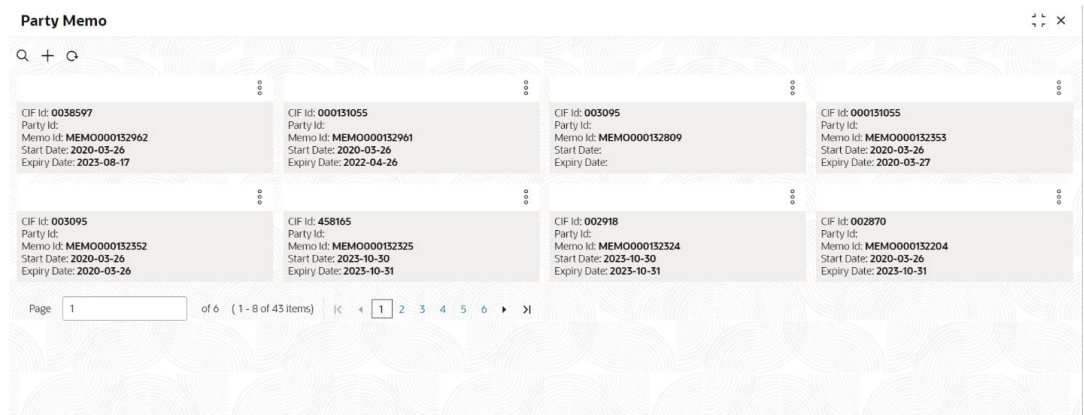 Party Memo
CIF Id: 0038597
Party Id:
Memo Id: MEMO000132962
Start Date: 2020-03-26
Expiry Date: 2023-08-17
CIF Id: 000131055
Party Id:
Memo Id: MEMO000132961
Start Date: 2020-03-26
Expiry Date: 2022-04-26
CIF Id: 003095
Party Id:
Memo Id: MEMO000132809
Start Date:
Expiry Date:
CIF Id: 000131055
Party Id:
Memo Id: MEMO000132353
Start Date: 2020-03-26
Expiry Date: 2020-03-27
CIF Id: 003095
Party Id:
Memo Id: MEMO000132352
Start Date: 2020-03-26
Expiry Date: 2020-03-26
CIF Id: 458165
Party Id:
Memo Id: MEMO000132325
Start Date: 2023-10-30
Expiry Date: 2023-10-31
CIF Id: 002918
Party Id:
Memo Id: MEMO000132324
Start Date: 2023-10-30
Expiry Date: 2023-10-31
CIF Id: 002870
Party Id:
Memo Id: MEMO000132204
Start Date: 2020-03-26
Expiry Date: 2023-10-31
Page 1 of 6 ( 1 - 8 of 43 items) 1 2 3 4 5 6